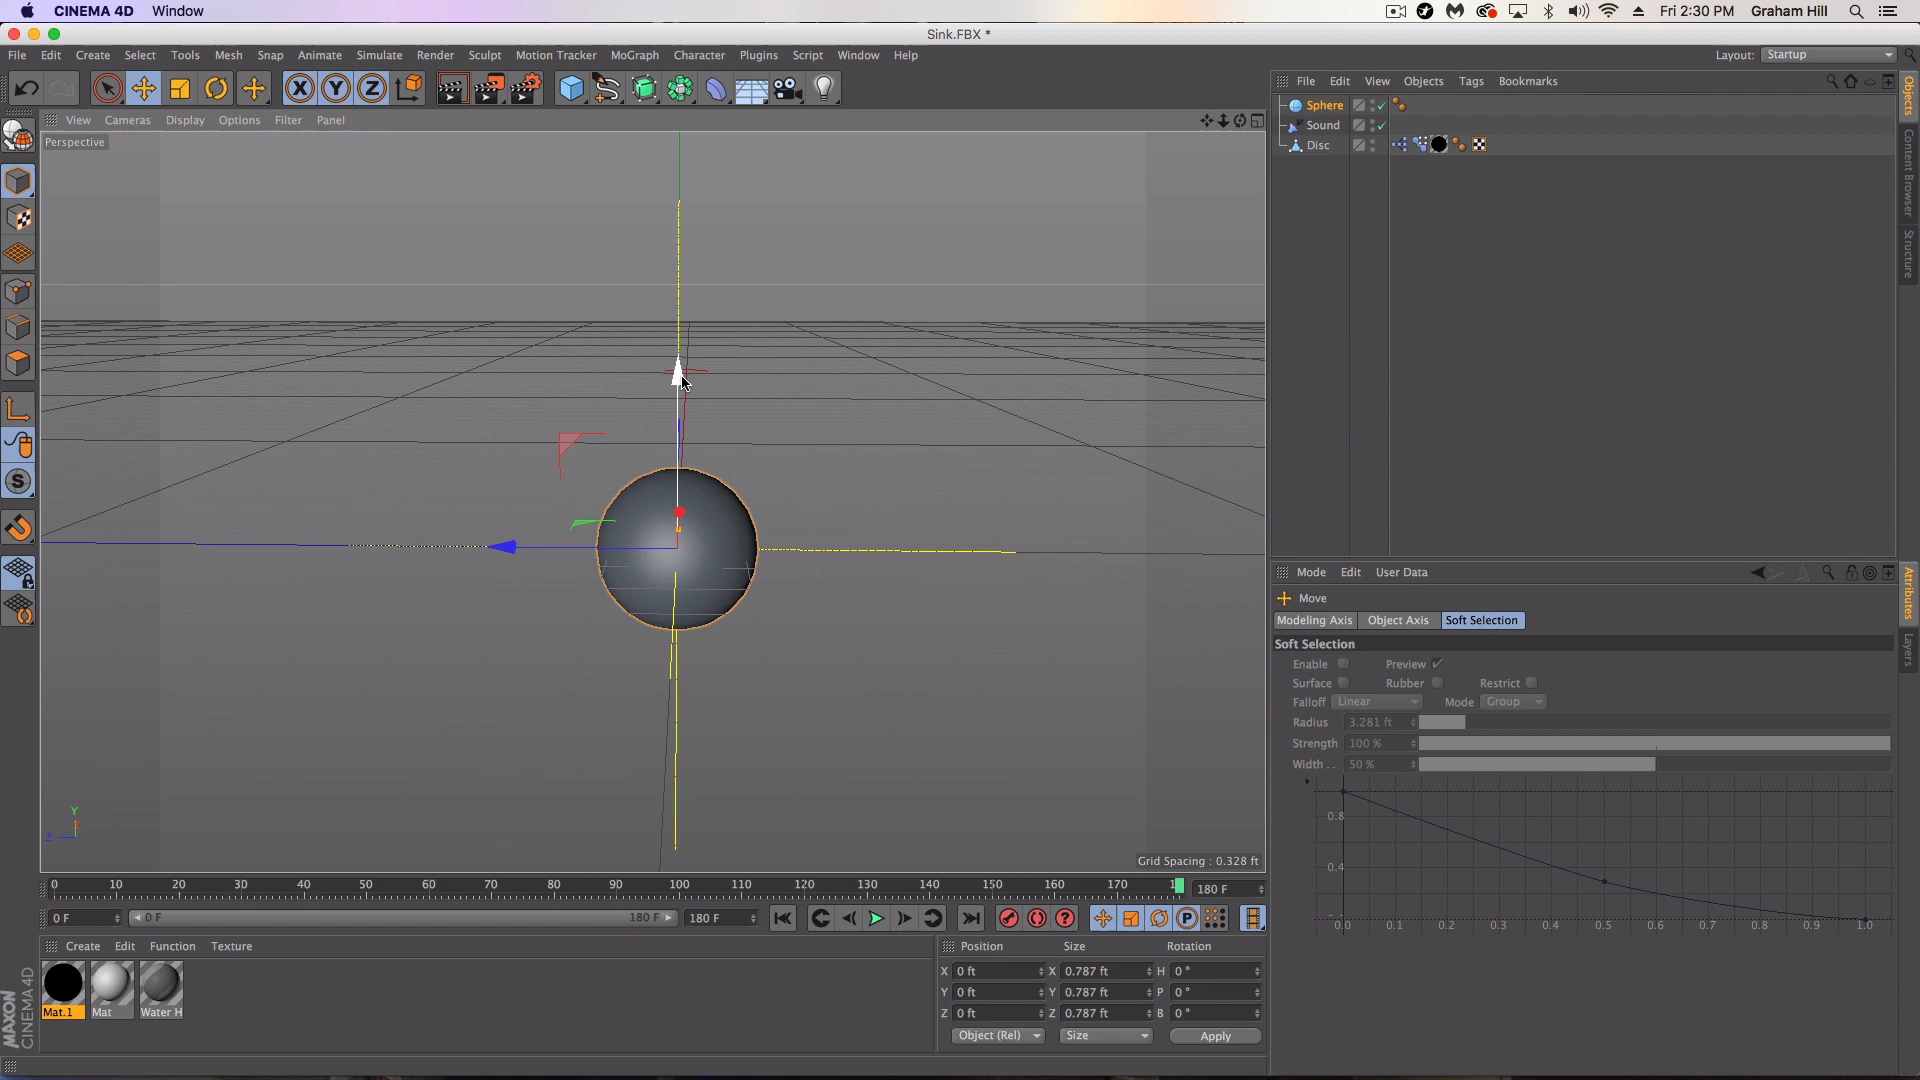 CINEMA 4D Window
Fri 2:30 PM Graham Hill
Sink.FBX *
File Edit Create Select Tools Mesh Snap Animate Simulate Render Sculpt Motion Tracker MoGraph Character Plugins Script Window Help
Layout: Startup
File Edit View Objects Tags Bookmarks
View Cameras Display Options Filter Panel
Perspective
Sphere
Sound
Disc
Objects
Content Browser
Structure
Mode Edit User Data
Move
Modeling Axis Object Axis Soft Selection
Soft Selection
Enable Preview
Surface Rubber Restrict
Falloff Linear Mode Group
Radius 3.281 ft
Strength 100 %
Width . . 50 %
0.8
0.4
0.0 0.1 0.2 0.3 0.4 0.5 0.6 0.7 0.8 0.9 1.0
Attributes
Layers
Y
Z
Grid Spacing : 0.328 ft
0 10 20 30 40 50 60 70 80 90 100 110 120 130 140 150 160 170
180 F
0 F 0 F 180 F 180 F
Create Edit Function Texture
Mat.1 Mat Water H
MAXON
CINEMA 4D
Position Size Rotation
X 0 ft X 0.787 ft H 0 °
Y 0 ft Y 0.787 ft P 0 °
Z 0 ft Z 0.787 ft B 0 °
Object (Rel) Size Apply